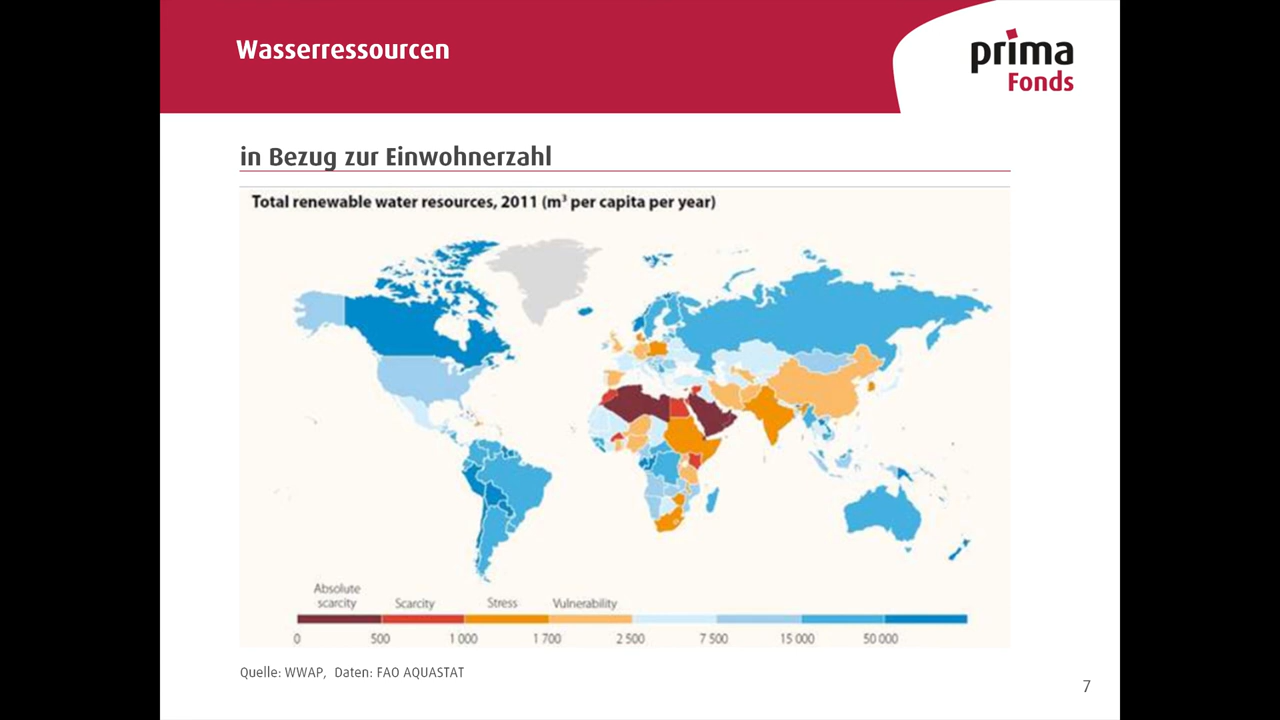 Wasserressourcen
prima
Fonds
in Bezug zur Einwohnerzahl
Total renewable water resources, 2011 (m³ per capita per year)
Absolute
scarcity Scarcity Stress Vulnerability
0 500 1 000 1 700 2 500 7 500 15 000 50 000
Quelle: WWAP, Daten: FAO AQUASTAT
7